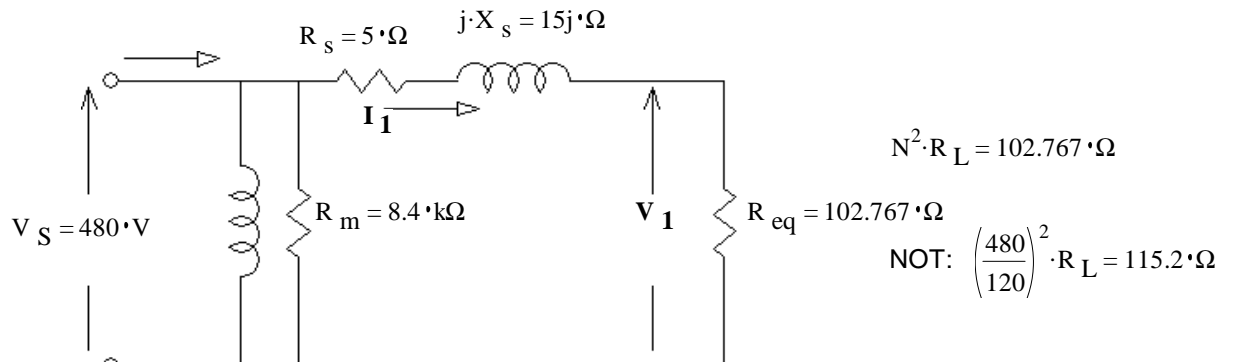 R s = 5·Ω
j·X s = 15j·Ω
I 1
N²·R L = 102.767·Ω
V S = 480·V
R m = 8.4·kΩ
V 1
R eq = 102.767·Ω
NOT: (480/120)²·R L = 115.2·Ω